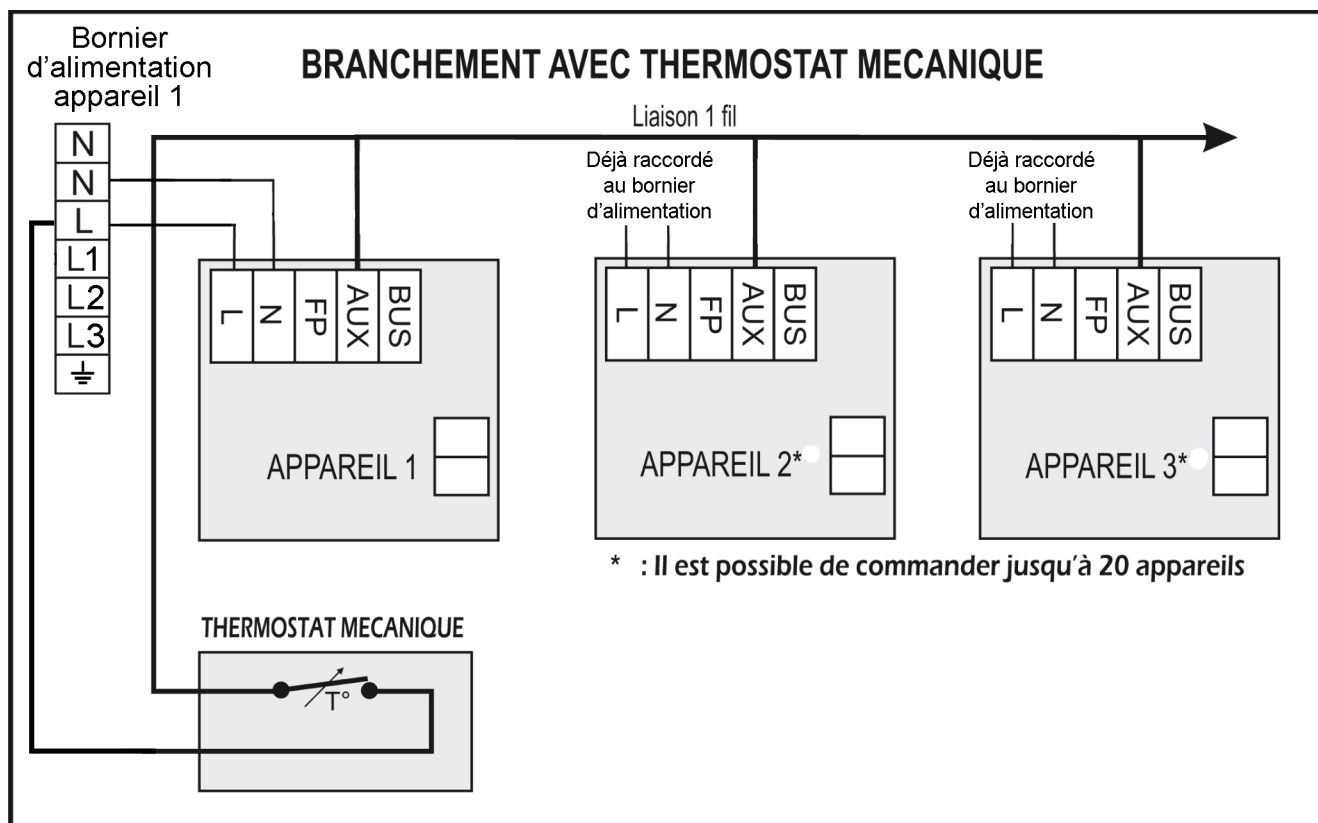 Bornier
d’alimentation
appareil 1
BRANCHEMENT AVEC THERMOSTAT MECANIQUE
Liaison 1 fil
N
N
L
L1
L2
L3
Déjà raccordé
au bornier
d’alimentation
Déjà raccordé
au bornier
d’alimentation
L N FP AUX BUS
L N FP AUX BUS
L N FP AUX BUS
APPAREIL 1
APPAREIL 2*
APPAREIL 3*
* : Il est possible de commander jusqu’à 20 appareils
THERMOSTAT MECANIQUE
T°